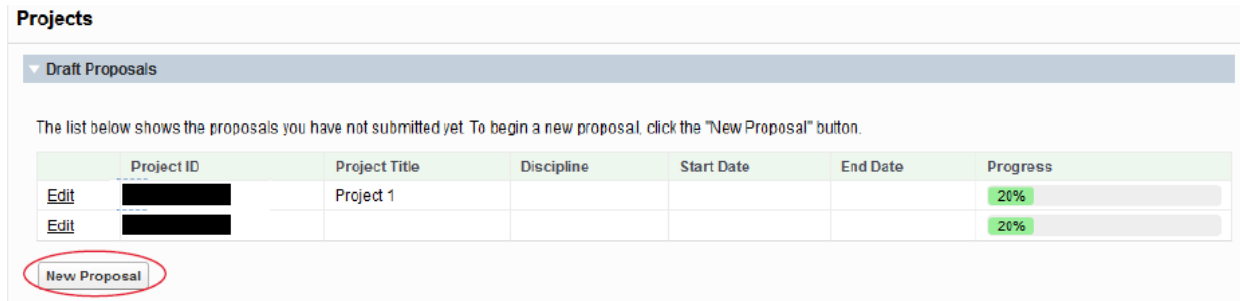 Projects
Draft Proposals
The list below shows the proposals you have not submitted yet. To begin a new proposal, click the "New Proposal" button.
Project ID Project Title Discipline Start Date End Date Progress
Edit Project 1 20%
Edit 20%
New Proposal